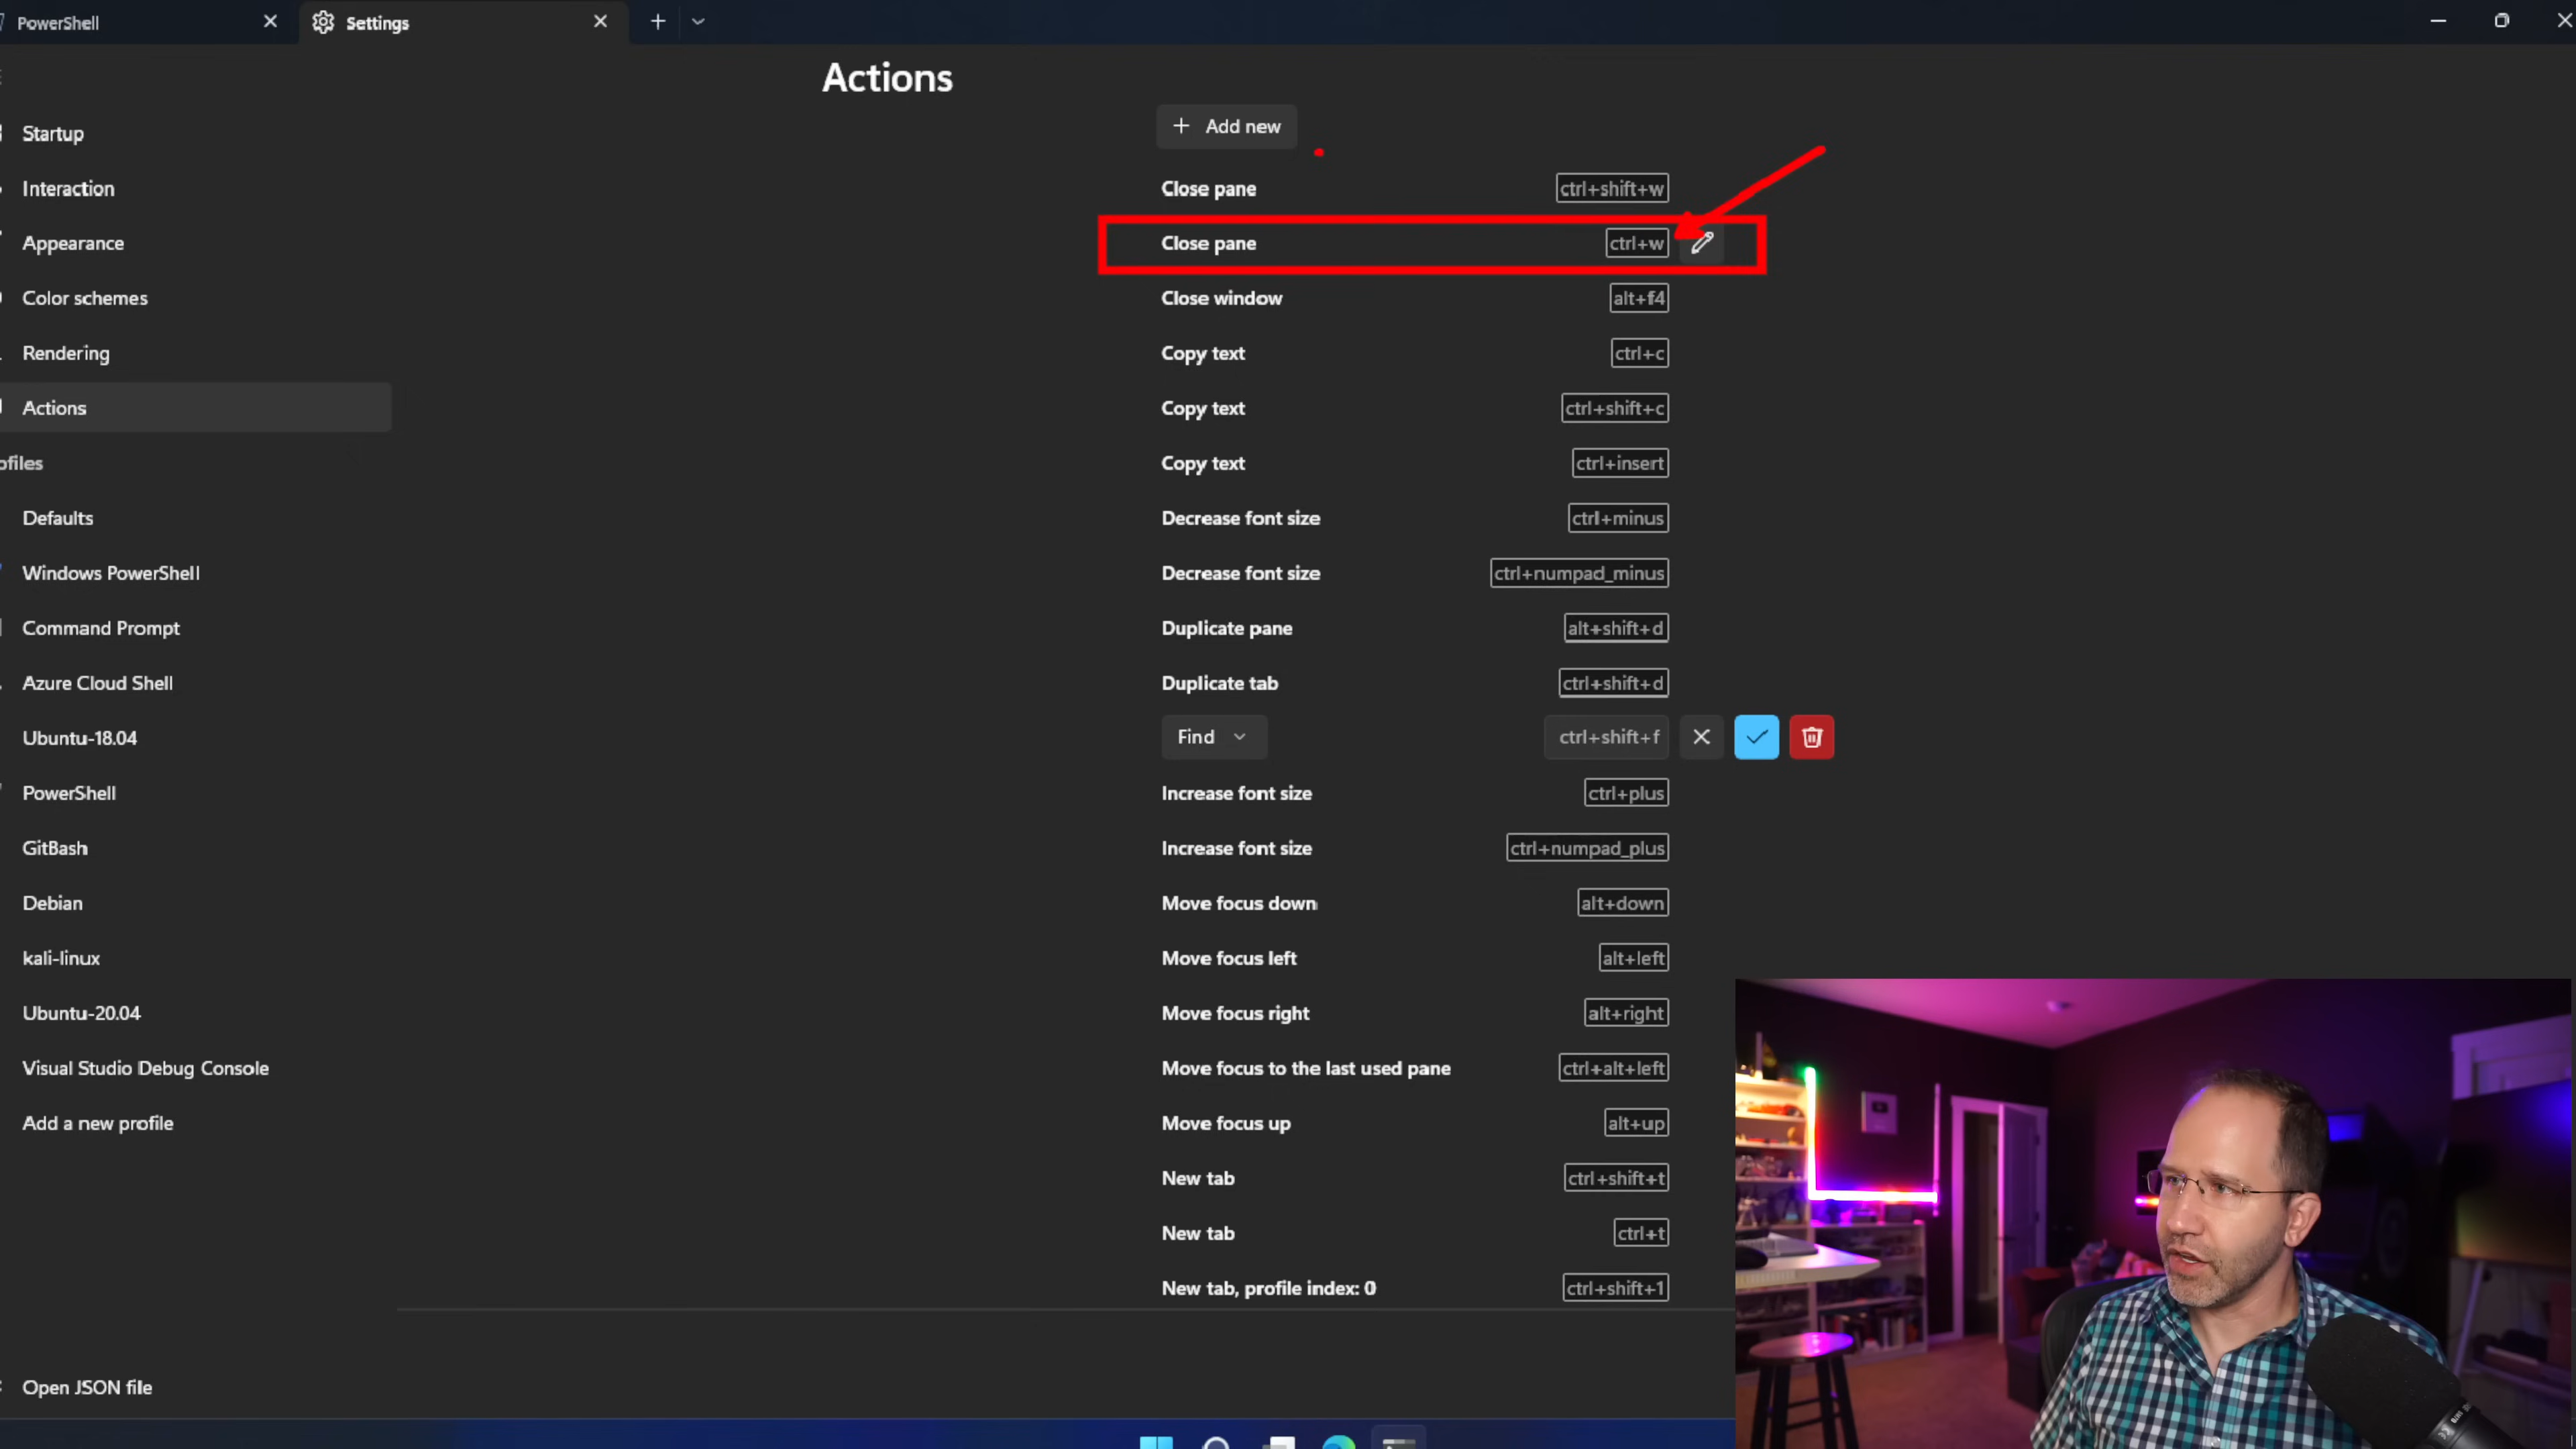 PowerShell
Settings
Actions
Add new
Startup
Interaction
Appearance
Color schemes
Rendering
Actions
ofiles
Defaults
Windows PowerShell
Command Prompt
Azure Cloud Shell
Ubuntu-18.04
PowerShell
GitBash
Debian
kali-linux
Ubuntu-20.04
Visual Studio Debug Console
Add a new profile
Open JSON file
Close pane ctrl+shift+w
Close pane ctrl+w
Close window alt+f4
Copy text ctrl+c
Copy text ctrl+shift+c
Copy text ctrl+insert
Decrease font size ctrl+minus
Decrease font size ctrl+numpad_minus
Duplicate pane alt+shift+d
Duplicate tab ctrl+shift+d
Find ctrl+shift+f
Increase font size ctrl+plus
Increase font size ctrl+numpad_plus
Move focus down alt+down
Move focus left alt+left
Move focus right alt+right
Move focus to the last used pane ctrl+alt+left
Move focus up alt+up
New tab ctrl+shift+t
New tab ctrl+t
New tab, profile index: 0 ctrl+shift+1